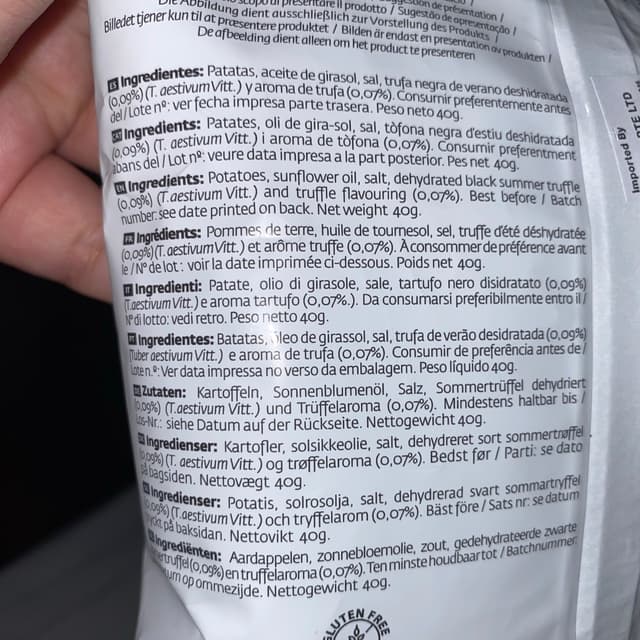 Die Abbildung dient ausschließlich zur Vorstellung des Produkts / Sugestão de apresentação /
Billedet tjener kun til at præsentere produktet / Bilden är endast en presentation av produkten /
De afbeelding dient alleen om het product te presenteren
ES Ingredientes: Patatas, aceite de girasol, sal, trufa negra de verano deshidratada
(0,09%) (T. aestivum Vitt.) y aroma de trufa (0,07%). Consumir preferentemente antes
del / Lote nº: ver fecha impresa parte trasera. Peso neto 40g.
CAT Ingredients: Patates, oli de gira-sol, sal, tòfona negra d'estiu deshidratada
(0,09%) (T. aestivum Vitt.) i aroma de tòfona (0,07%). Consumir preferentment
abans del / Lot nº: veure data impresa a la part posterior. Pes net 40g.
EN Ingredients: Potatoes, sunflower oil, salt, dehydrated black summer truffle
(0,09%) (T. aestivum Vitt.) and truffle flavouring (0,07%). Best before / Batch
number: see date printed on back. Net weight 40g.
FR Ingrédients: Pommes de terre, huile de tournesol, sel, truffe d'été déshydratée
(0,09%) (T. aestivum Vitt.) et arôme truffe (0,07%). À consommer de préférence avant
le / Nº de lot : voir la date imprimée ci-dessous. Poids net 40g.
IT Ingredienti: Patate, olio di girasole, sale, tartufo nero disidratato (0,09%)
(T.aestivum Vitt.) e aroma tartufo (0,07%.). Da consumarsi preferibilmente entro il /
Nº di lotto: vedi retro. Peso netto 40g.
PT Ingredientes: Batatas, óleo de girassol, sal, trufa de verão desidratada (0,09%)
(Tuber aestivum Vitt.) e aroma de trufa (0,07%). Consumir de preferência antes de /
Lote n.º: Ver data impressa no verso da embalagem. Peso líquido 40g.
DE Zutaten: Kartoffeln, Sonnenblumenöl, Salz, Sommertrüffel dehydriert
(0,09%) (T.aestivum Vitt.) und Trüffelaroma (0,07%). Mindestens haltbar bis /
Los-Nr.: siehe Datum auf der Rückseite. Nettogewicht 40g.
Ingredienser: Kartofler, solsikkeolie, salt, dehydreret sort sommertrøffel
(0,09%) (T. aestivum Vitt.) og trøffelaroma (0,07%). Bedst før / Parti: se dato
på bagsiden. Nettovægt 40g.
Ingredienser: Potatis, solrosolja, salt, dehydrerad svart sommartryffel
(0,09%) (T. aestivum Vitt.) och tryffelarom (0,07%). Bäst före / Sats nr: se datum
tryckt på baksidan. Nettovikt 40g.
Ingrediënten: Aardappelen, zonnebloemolie, zout, gedehydrateerde zwarte
(0,09%) en truffelaroma (0,07%). Ten minste houdbaar tot / Batchnummer:
op ommezijde. Nettogewicht 40g.
GLUTEN FREE
Imported by
PTE LTD